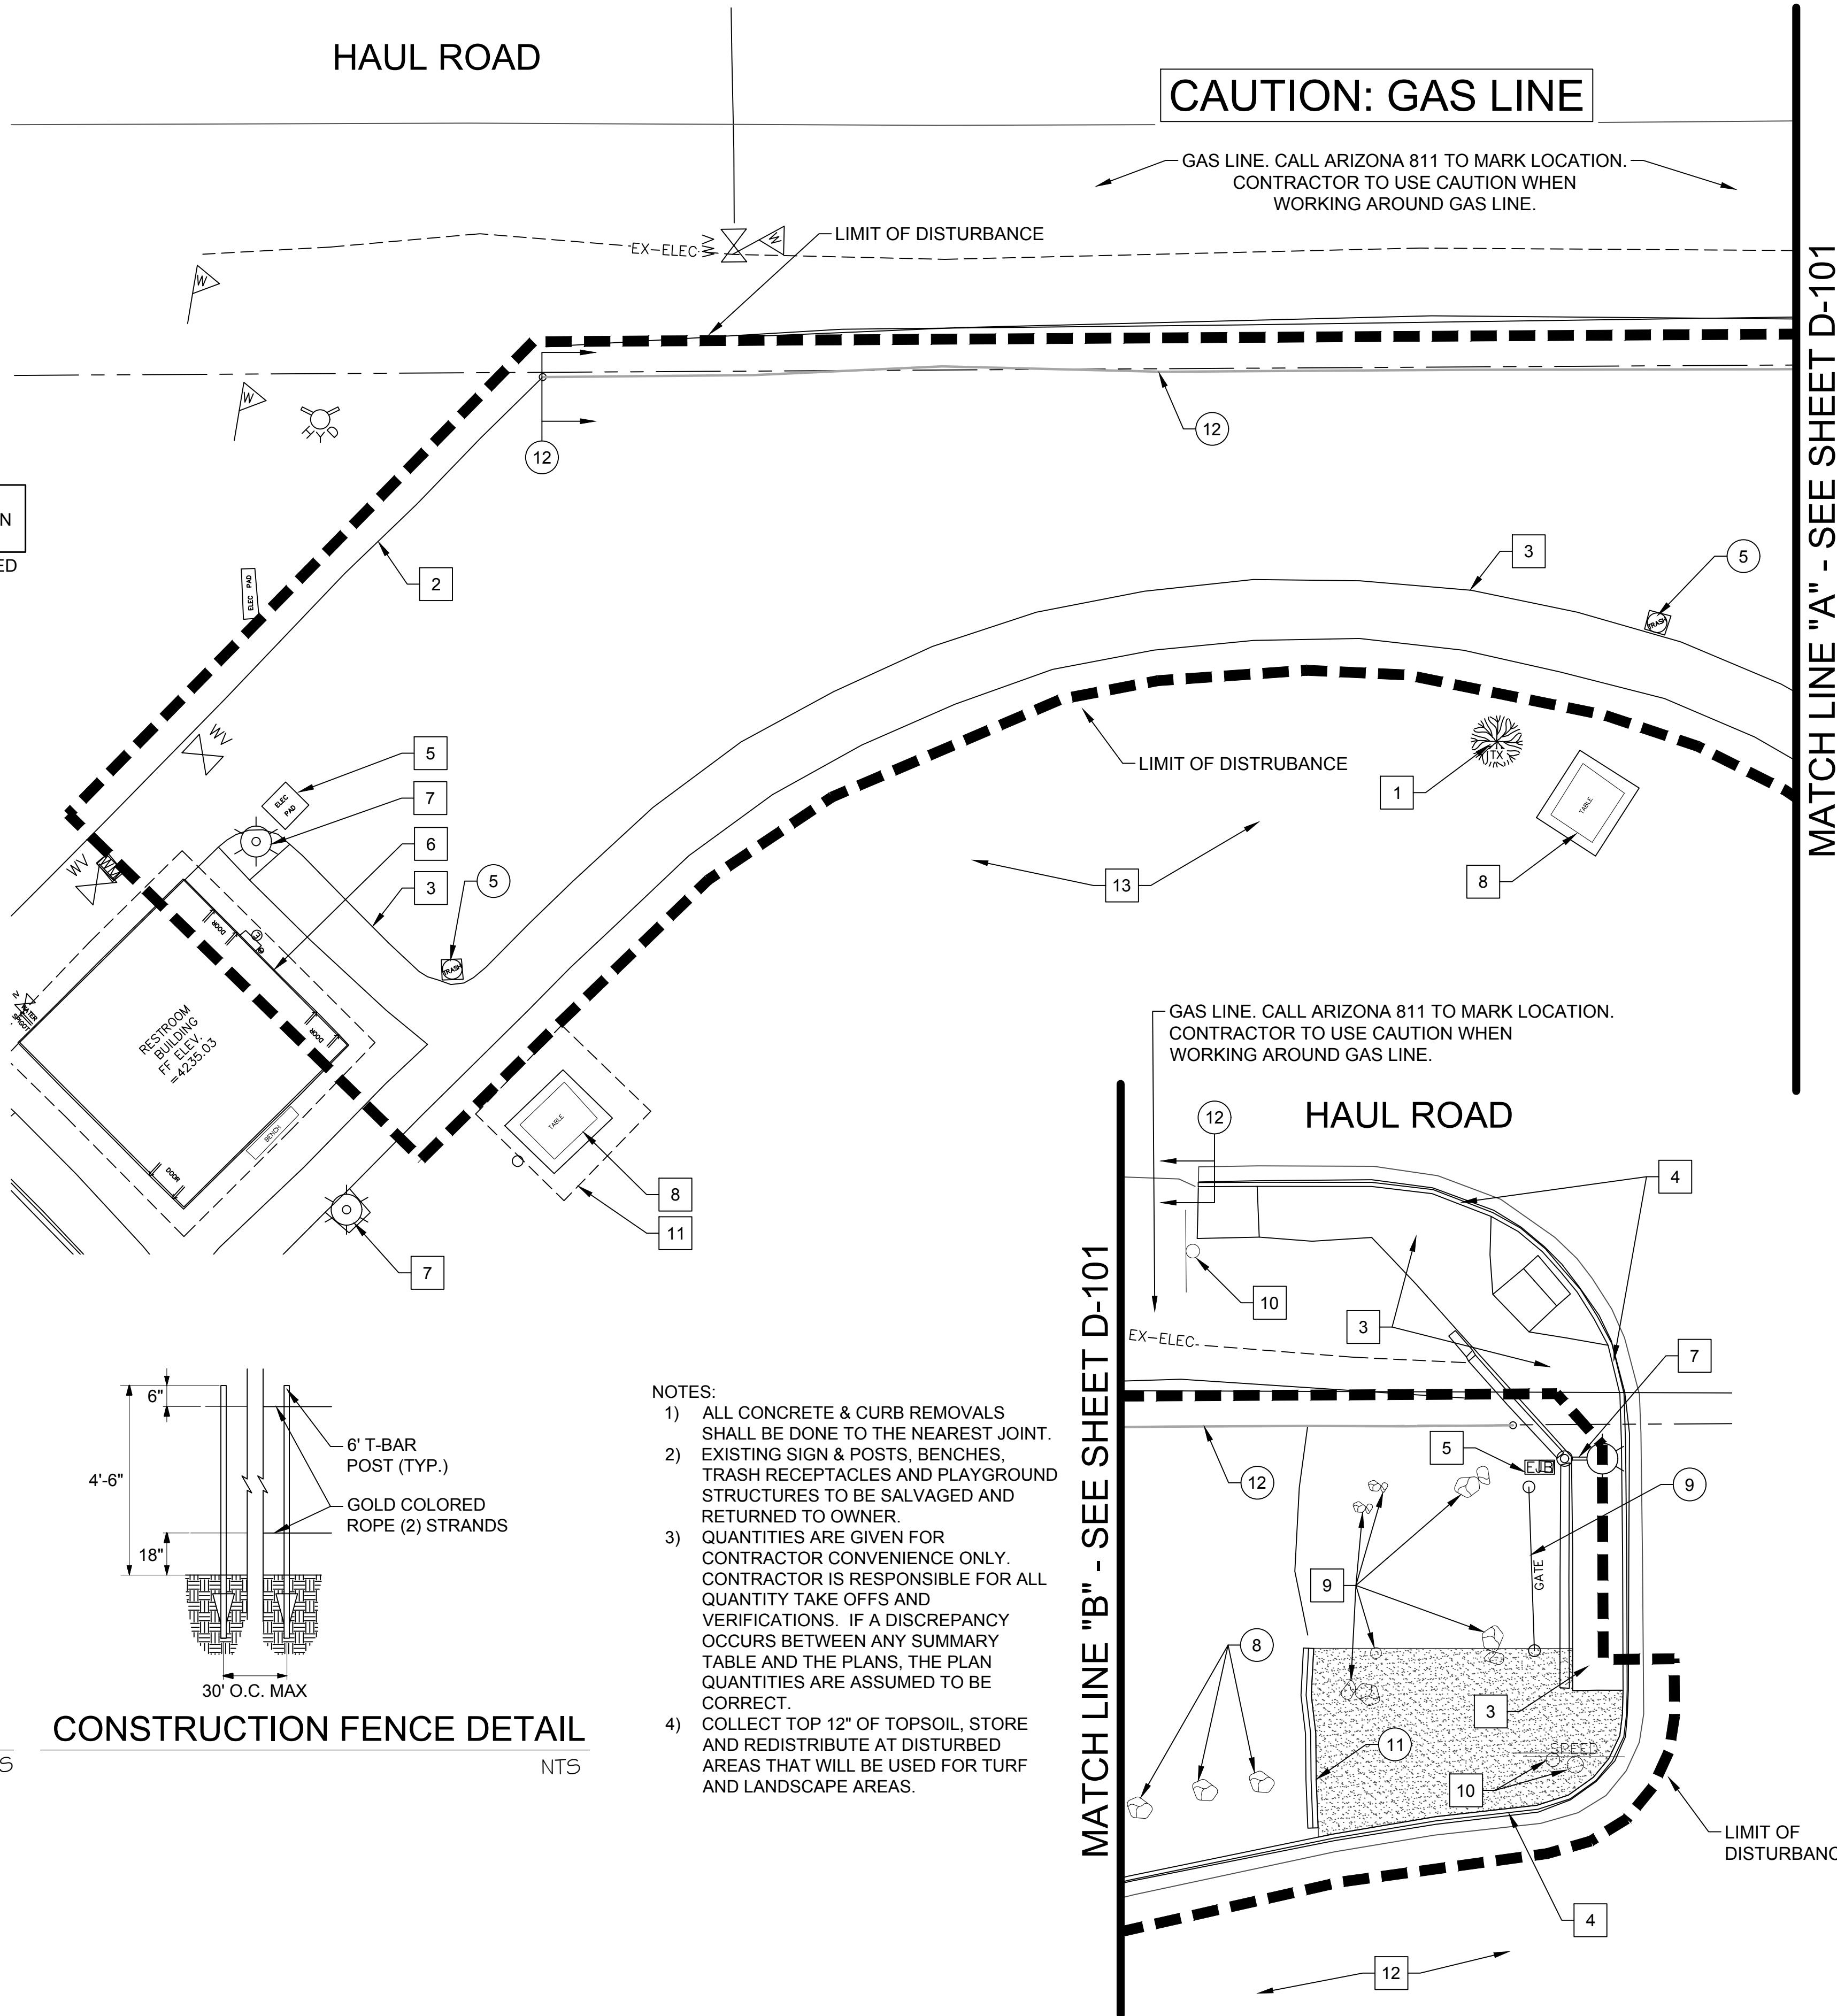 HAUL ROAD
CAUTION: GAS LINE
GAS LINE. CALL ARIZONA 811 TO MARK LOCATION.
CONTRACTOR TO USE CAUTION WHEN
WORKING AROUND GAS LINE.
LIMIT OF DISTURBANCE
EX-ELEC
W
W
W
W
HYD
12
12
MATCH LINE "A" - SEE SHEET D-101
N
ED
ELEC PAD
2
3
5
TRASH
WV
5
7
6
3
5
ELEC
PAD
TRASH
LIMIT OF DISTRUBANCE
TX
1
TABLE
8
13
WV
WM
DOOR
E
DOOR
WATER
SPIGOT
RESTROOM
BUILDING
FF ELEV.
=4235.03
BENCH
DOOR
TABLE
8
11
7
GAS LINE. CALL ARIZONA 811 TO MARK LOCATION.
CONTRACTOR TO USE CAUTION WHEN
WORKING AROUND GAS LINE.
12
HAUL ROAD
4
10
3
EX-ELEC
7
MATCH LINE "B" - SEE SHEET D-101
5
EJB
12
9
GATE
9
8
3
11
SPEED
10
LIMIT OF
DISTURBANC
4
12
6"
4'-6"
18"
6' T-BAR
POST (TYP.)
GOLD COLORED
ROPE (2) STRANDS
30' O.C. MAX
CONSTRUCTION FENCE DETAIL
NTS
S
NOTES:
1) ALL CONCRETE & CURB REMOVALS
SHALL BE DONE TO THE NEAREST JOINT.
2) EXISTING SIGN & POSTS, BENCHES,
TRASH RECEPTACLES AND PLAYGROUND
STRUCTURES TO BE SALVAGED AND
RETURNED TO OWNER.
3) QUANTITIES ARE GIVEN FOR
CONTRACTOR CONVENIENCE ONLY.
CONTRACTOR IS RESPONSIBLE FOR ALL
QUANTITY TAKE OFFS AND
VERIFICATIONS. IF A DISCREPANCY
OCCURS BETWEEN ANY SUMMARY
TABLE AND THE PLANS, THE PLAN
QUANTITIES ARE ASSUMED TO BE
CORRECT.
4) COLLECT TOP 12" OF TOPSOIL, STORE
AND REDISTRIBUTE AT DISTURBED
AREAS THAT WILL BE USED FOR TURF
AND LANDSCAPE AREAS.